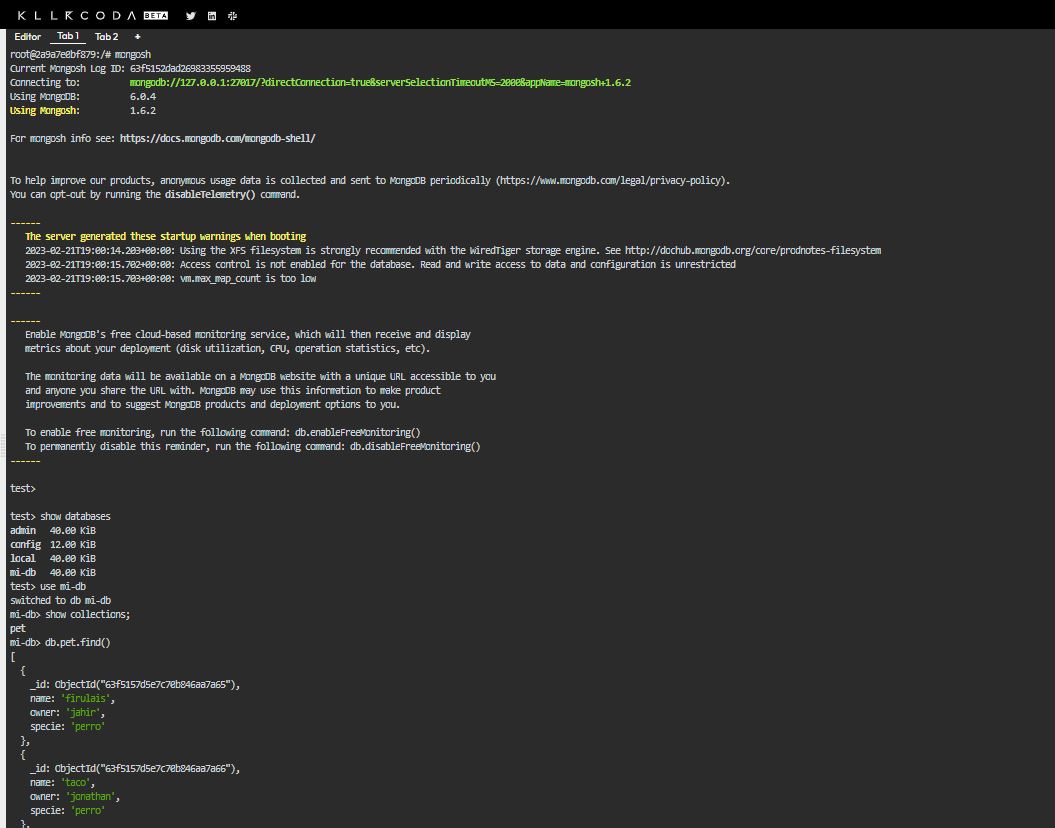 KLLRCODA BETA
Editor Tab 1 Tab 2 +
root@2a9a7e0bf879:/# mongosh
Current Mongosh Log ID: 63f5152dad26983355959488
Connecting to: mongodb://127.0.0.1:27017/?directConnection=true&serverSelectionTimeoutMS=2000&appName=mongosh+1.6.2
Using MongoDB: 6.0.4
Using Mongosh: 1.6.2
For mongosh info see: https://docs.mongodb.com/mongodb-shell/
To help improve our products, anonymous usage data is collected and sent to MongoDB periodically (https://www.mongodb.com/legal/privacy-policy).
You can opt-out by running the disableTelemetry() command.
------
The server generated these startup warnings when booting
2023-02-21T19:00:14.203+00:00: Using the XFS filesystem is strongly recommended with the WiredTiger storage engine. See http://dochub.mongodb.org/core/prodnotes-filesystem
2023-02-21T19:00:15.702+00:00: Access control is not enabled for the database. Read and write access to data and configuration is unrestricted
2023-02-21T19:00:15.703+00:00: vm.max_map_count is too low
------
------
Enable MongoDB's free cloud-based monitoring service, which will then receive and display
metrics about your deployment (disk utilization, CPU, operation statistics, etc).
The monitoring data will be available on a MongoDB website with a unique URL accessible to you
and anyone you share the URL with. MongoDB may use this information to make product
improvements and to suggest MongoDB products and deployment options to you.
To enable free monitoring, run the following command: db.enableFreeMonitoring()
To permanently disable this reminder, run the following command: db.disableFreeMonitoring()
------
test>
test> show databases
admin 40.00 KiB
config 12.00 KiB
local 40.00 KiB
mi-db 40.00 KiB
test> use mi-db
switched to db mi-db
mi-db> show collections;
pet
mi-db> db.pet.find()
[
{
_id: ObjectId("63f5157d5e7c70b846aa7a65"),
name: 'firulais',
owner: 'jahir',
specie: 'perro'
},
{
_id: ObjectId("63f5157d5e7c70b846aa7a66"),
name: 'taco',
owner: 'jonathan',
specie: 'perro'
},